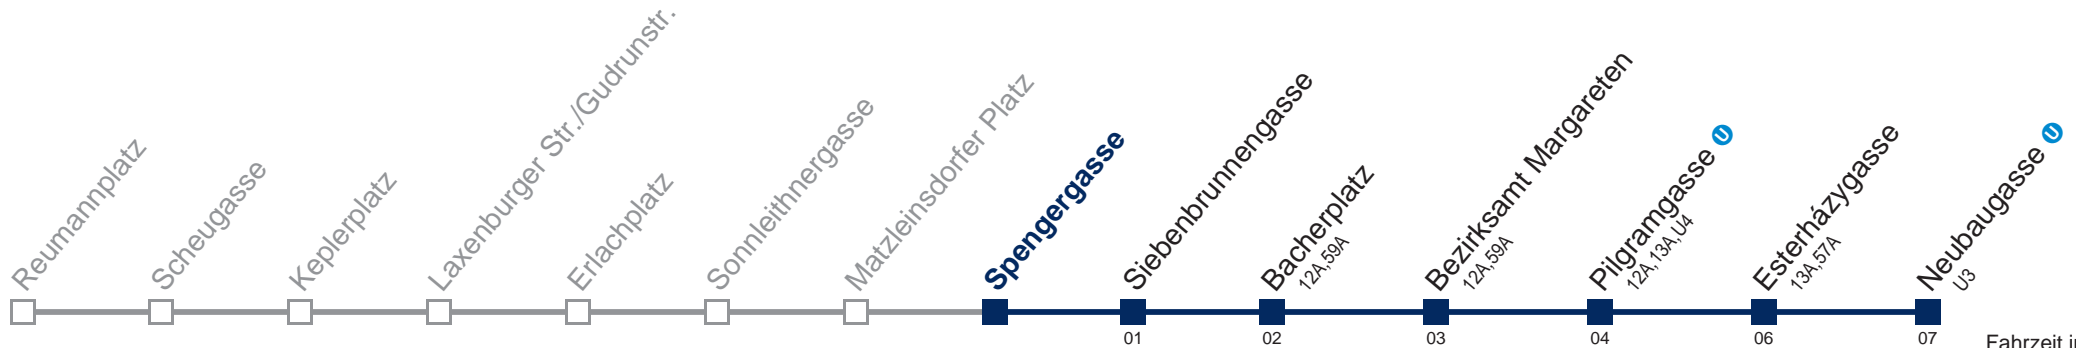 Reumannplatz
Scheugasse
Keplerplatz
Laxenburger Str./Gudrunstr.
Erlachplatz
Sonnleithnergasse
Matzleinsdorfer Platz
Spengergasse
Siebenbrunnengasse
01
Bacherplatz
12A,59A
02
Bezirksamt Margareten
12A,59A
03
Pilgramgasse U
12A,13A,U4
04
Esterházygasse
13A,57A
06
Neubaugasse U
U3
07
Fahrzeit